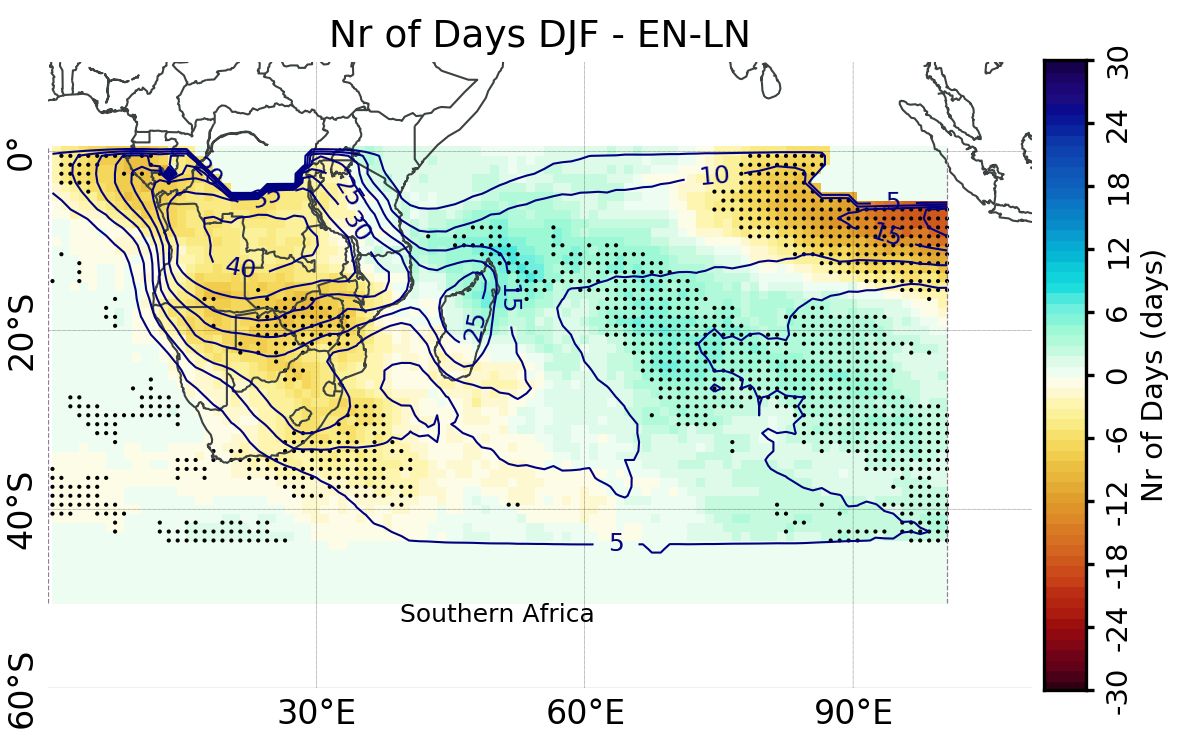 Nr of Days DJF - EN-LN
0°
20°S
40°S
60°S
30°E
60°E
90°E
35
25
30
40
25
15
10
5
15
5
Southern Africa
30
24
18
12
6
0
-6
-12
-18
-24
-30
Nr of Days (days)